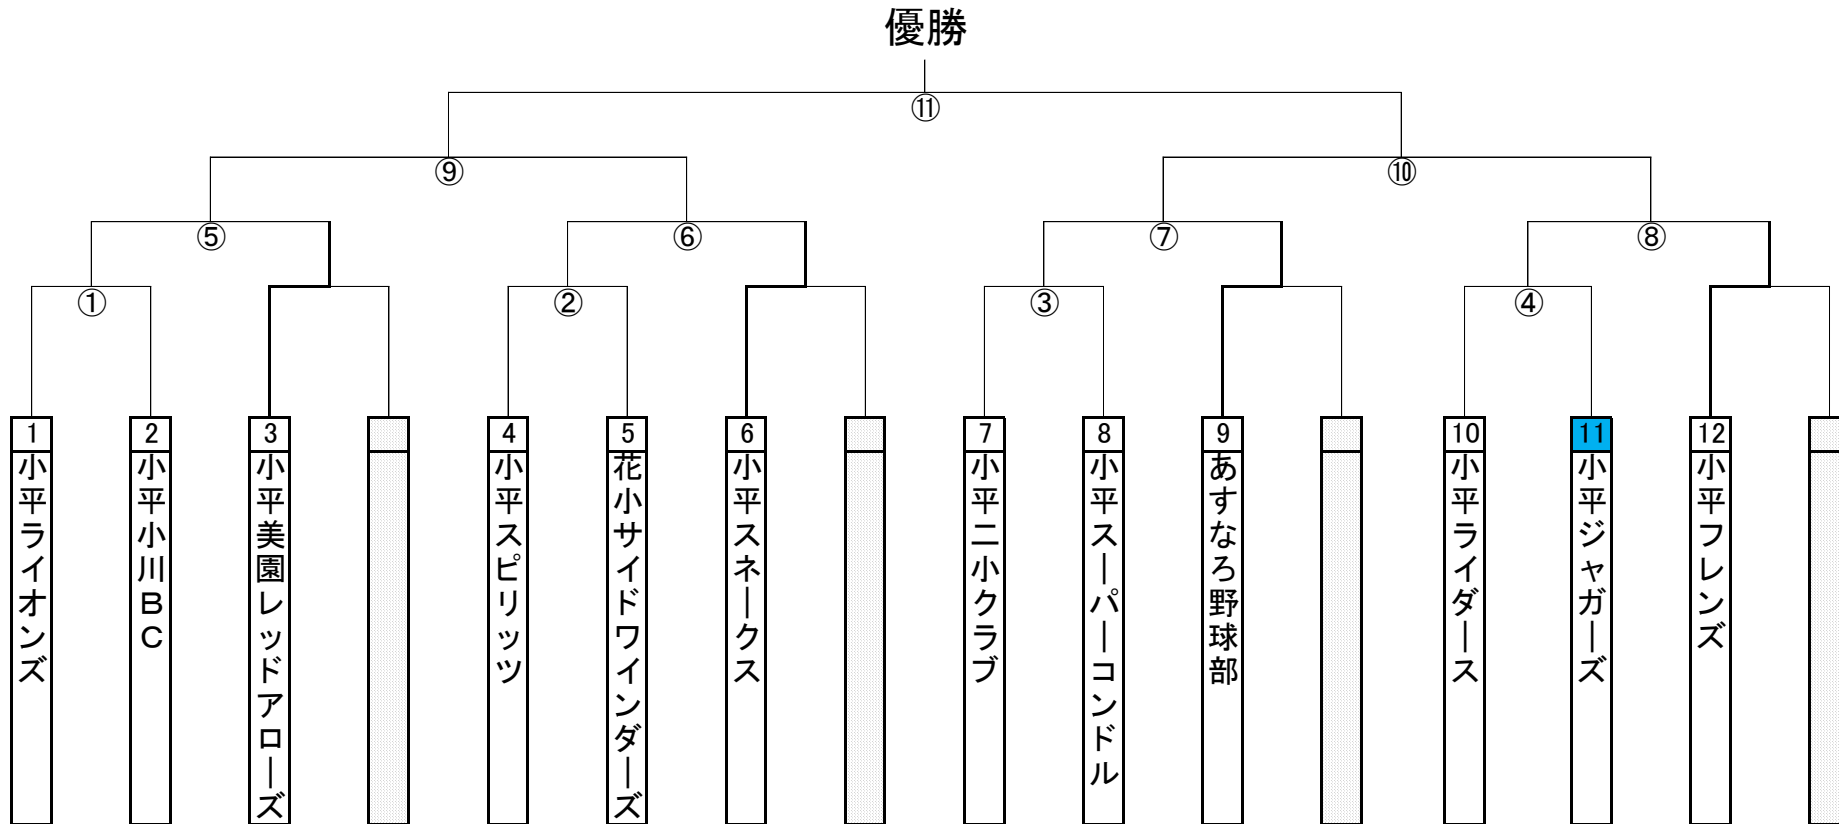 優勝
⑪
⑨
⑩
⑤
⑥
⑦
⑧
①
②
③
④
1
小平ライオンズ
2
小平小川BC
3
小平美園レッドアローズ
4
小平スピリッツ
5
花小サイドワインダーズ
6
小平スネークス
7
小平二小クラブ
8
小平スーパーコンドル
9
あすなろ野球部
10
小平ライダース
11
小平ジャガーズ
12
小平フレンズ